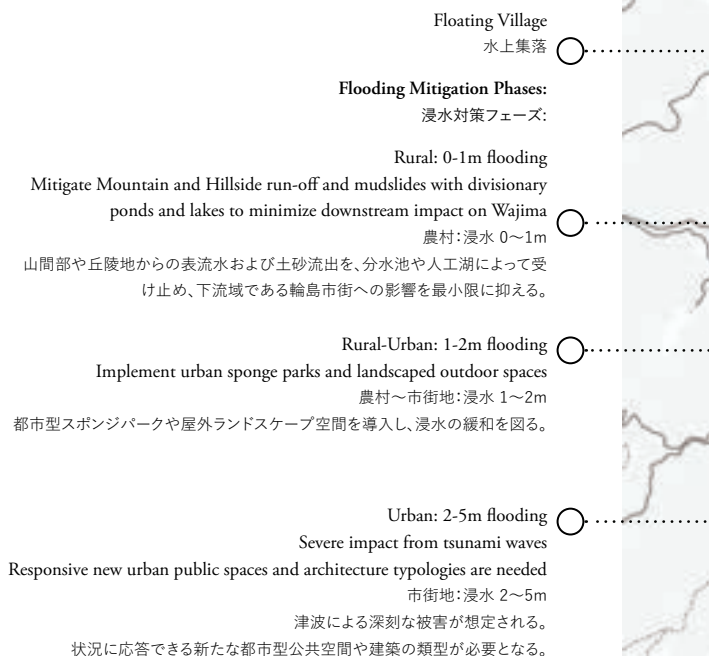 Floating Village
水上集落
Flooding Mitigation Phases:
浸水対策フェーズ:
Rural: 0-1m flooding
Mitigate Mountain and Hillside run-off and mudslides with divisionary
ponds and lakes to minimize downstream impact on Wajima
農村：浸水 0〜1m
山間部や丘陵地からの表流水および土砂流出を、分水池や人工湖によって受
け止め、下流域である輪島市街への影響を最小限に抑える。
Rural-Urban: 1-2m flooding
Implement urban sponge parks and landscaped outdoor spaces
農村〜市街地：浸水 1〜2m
都市型スポンジパークや屋外ランドスケープ空間を導入し、浸水の緩和を図る。
Urban: 2-5m flooding
Severe impact from tsunami waves
Responsive new urban public spaces and architecture typologies are needed
市街地：浸水 2〜5m
津波による深刻な被害が想定される。
状況に応答できる新たな都市型公共空間や建築の類型が必要となる。